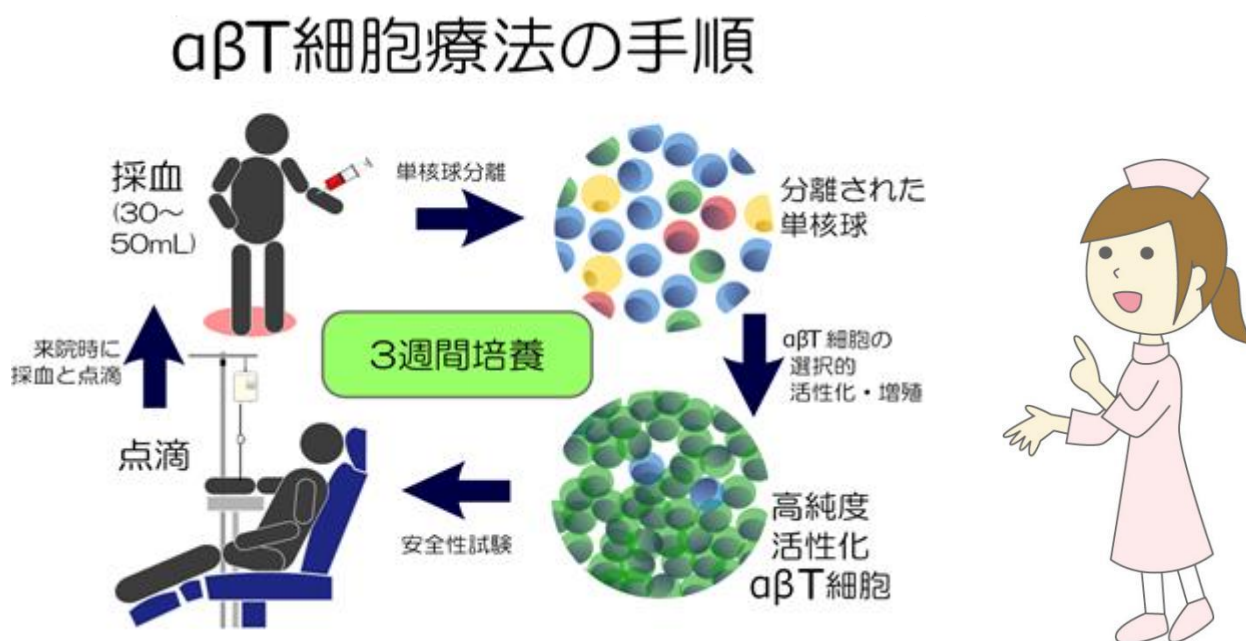 αβT細胞療法の手順
採血
(30～
50mL)
単核球分離
分離された
単核球
αβT細胞の
選択的
活性化・増殖
3週間培養
高純度
活性化
αβT細胞
安全性試験
点滴
来院時に
採血と点滴